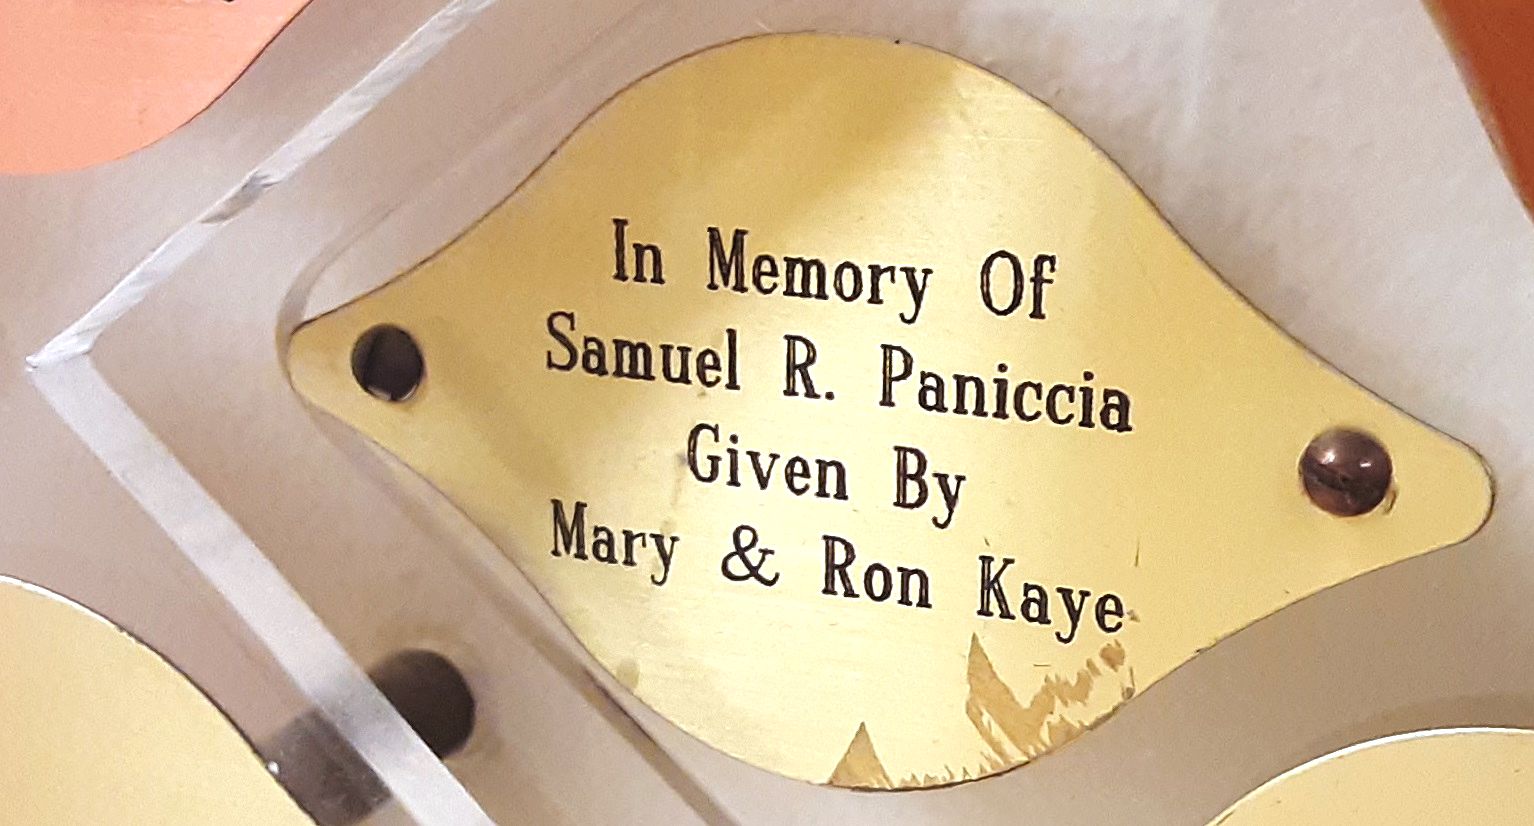 In Memory Of
Samuel R. Paniccia
Given By
Mary & Ron Kaye